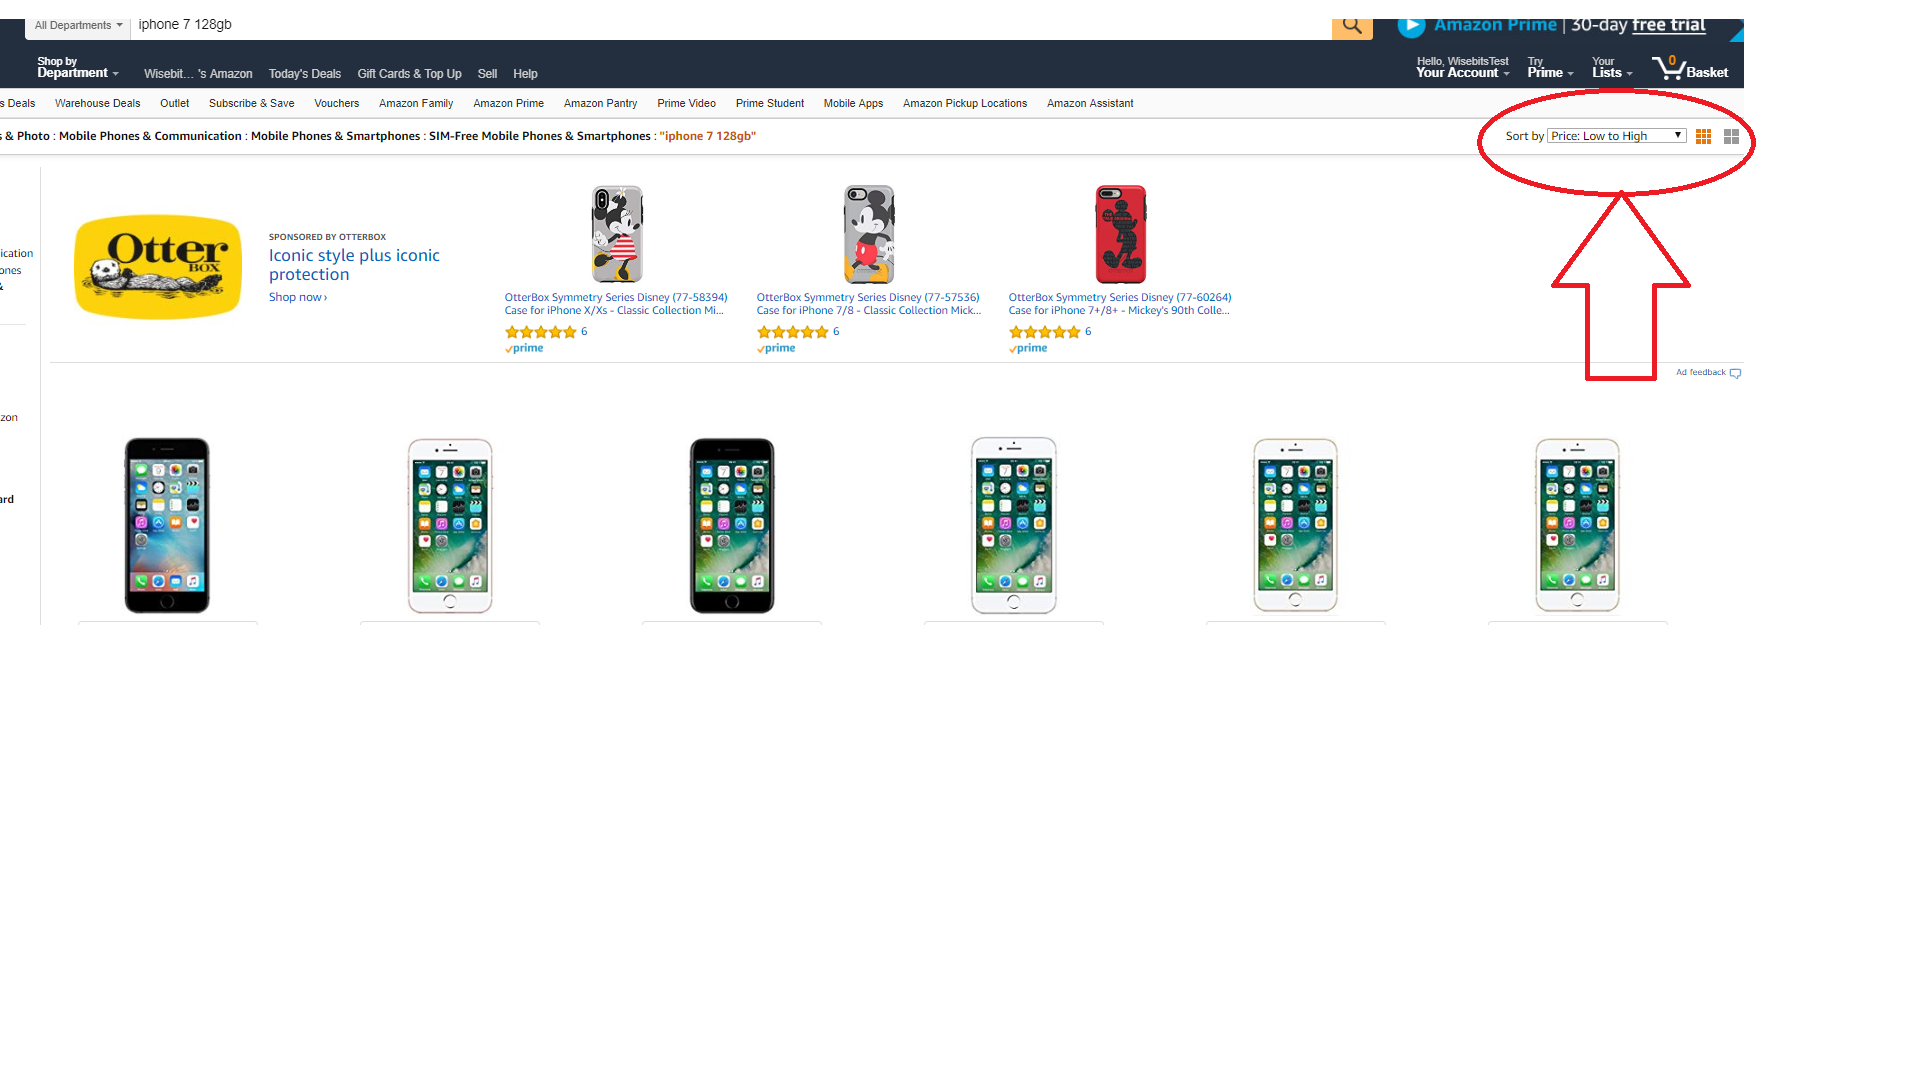 All Departments
iphone 7 128gb
Amazon Prime | 30-day free trial
Shop by
Department
Wisebit... 's Amazon
Today's Deals
Gift Cards & Top Up
Sell
Help
Hello, WisebitsTest
Your Account
Try
Prime
Your
Lists
0
Basket
s Deals
Warehouse Deals
Outlet
Subscribe & Save
Vouchers
Amazon Family
Amazon Prime
Amazon Pantry
Prime Video
Prime Student
Mobile Apps
Amazon Pickup Locations
Amazon Assistant
s & Photo : Mobile Phones & Communication : Mobile Phones & Smartphones : SIM-Free Mobile Phones & Smartphones : "iphone 7 128gb"
Sort by Price: Low to High
ication
ones
&
zon
ard
Otter
BOX
SPONSORED BY OTTERBOX
Iconic style plus iconic
protection
Shop now ›
OtterBox Symmetry Series Disney (77-58394)
Case for iPhone X/Xs - Classic Collection Mi...
6
prime
OtterBox Symmetry Series Disney (77-57536)
Case for iPhone 7/8 - Classic Collection Mick...
6
prime
OtterBox Symmetry Series Disney (77-60264)
Case for iPhone 7+/8+ - Mickey's 90th Colle...
6
prime
Ad feedback